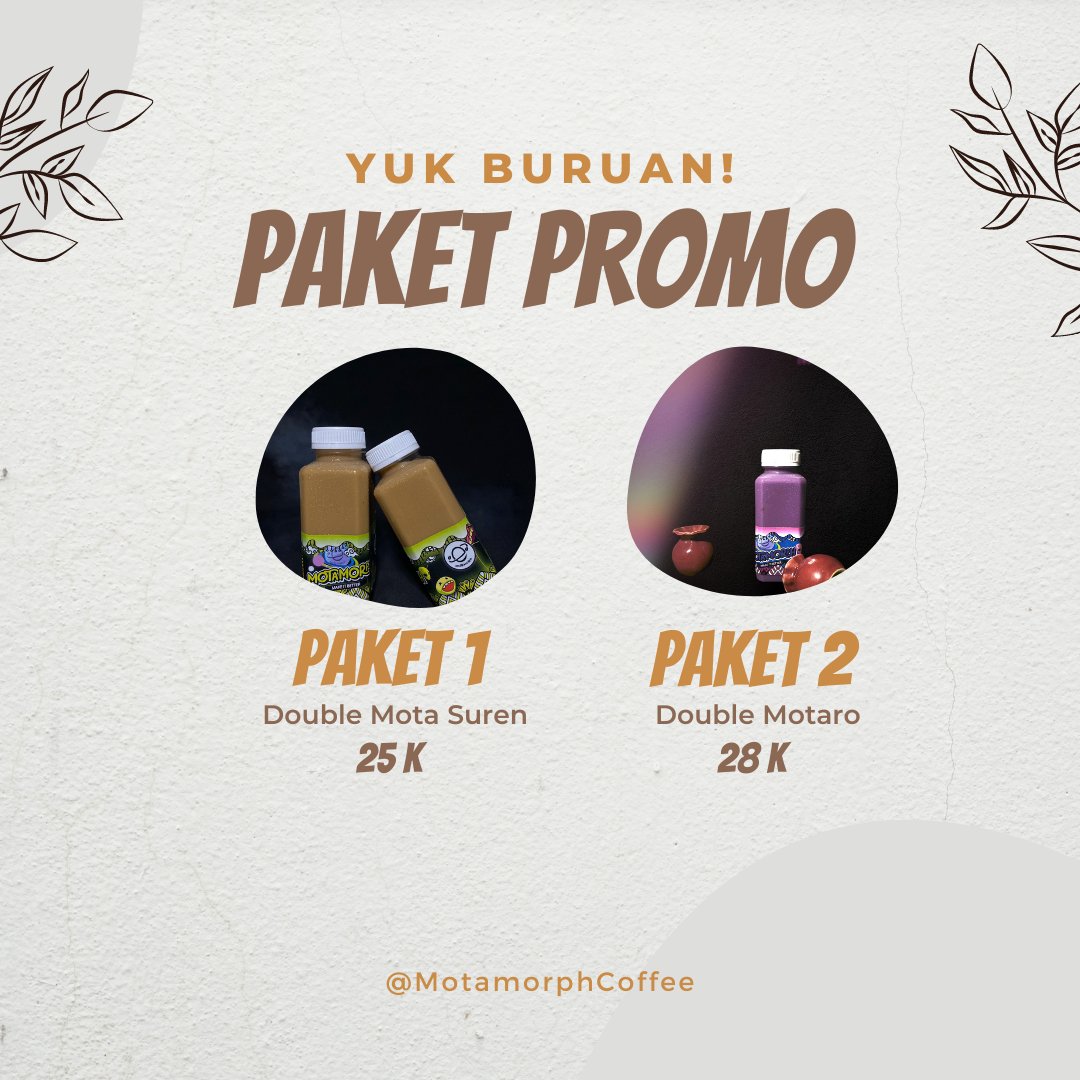 YUK BURUAN!
PAKET PROMO
PAKET 1
Double Mota Suren
25 K
PAKET 2
Double Motaro
28 K
@MotamorphCoffee